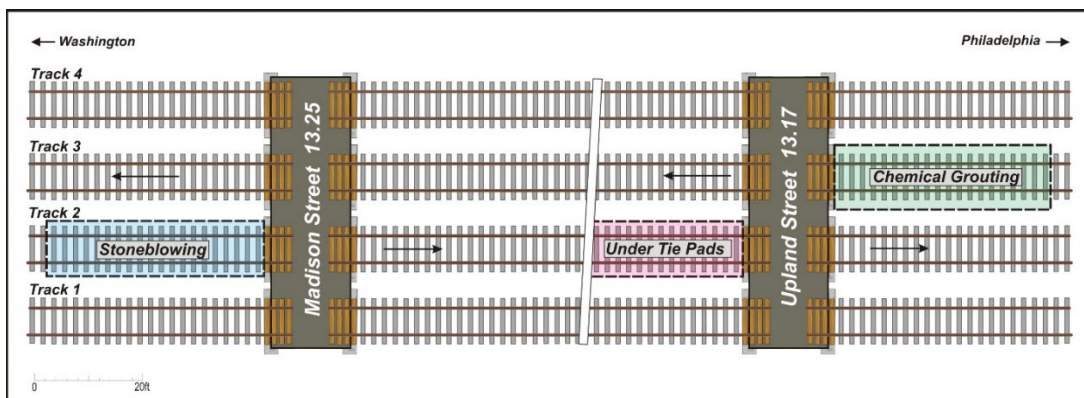 Washington
Philadelphia
Track 4
Track 3
Track 2
Track 1
Madison Street 13.25
Upland Street 13.17
Chemical Grouting
Stoneblowing
Under Tie Pads
0 20ft